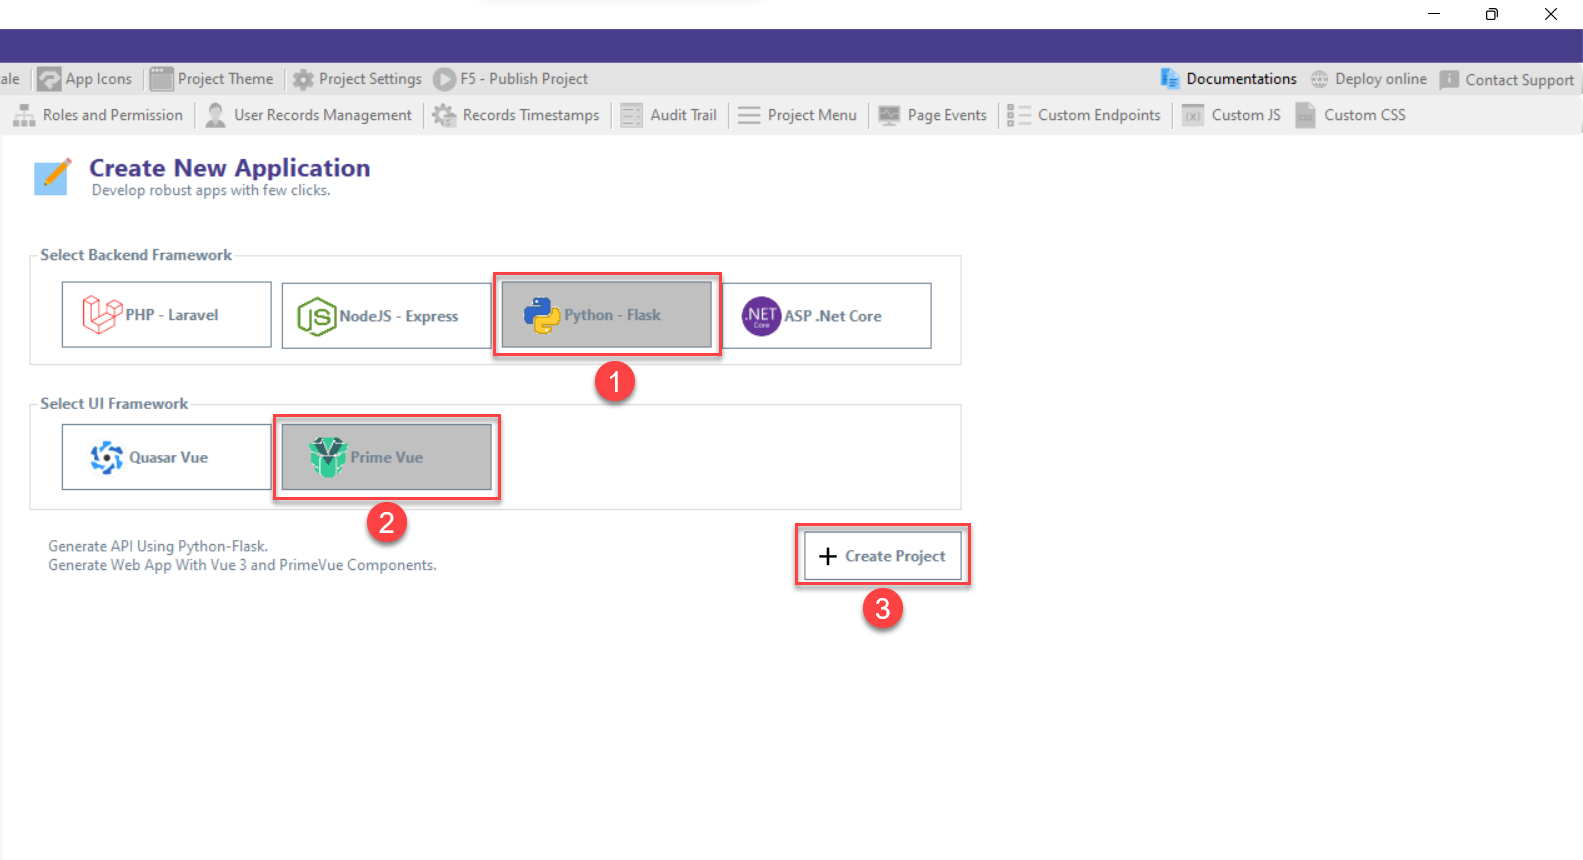 ale App Icons Project Theme Project Settings F5 - Publish Project Documentations Deploy online Contact Support
Roles and Permission User Records Management Records Timestamps Audit Trail Project Menu Page Events Custom Endpoints (x) Custom JS css Custom CSS
Create New Application
Develop robust apps with few clicks.
Select Backend Framework
PHP - Laravel JS NodeJS - Express Python - Flask .NET Core ASP .Net Core
1
Select UI Framework
Quasar Vue Prime Vue
2
Generate API Using Python-Flask.
Generate Web App With Vue 3 and PrimeVue Components.
Create Project
3